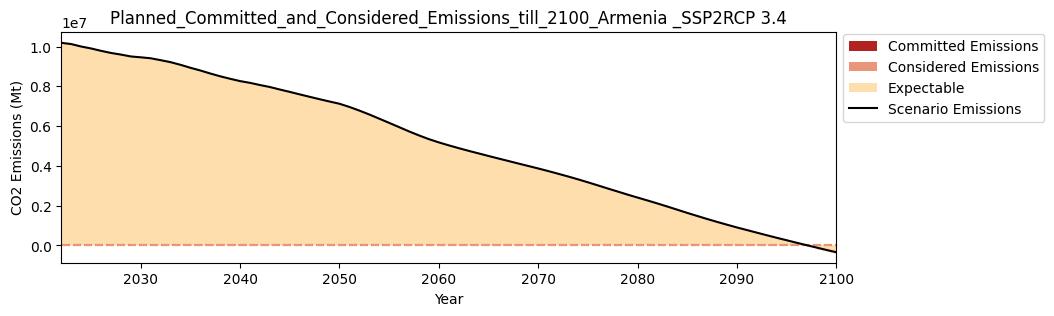 Planned_Committed_and_Considered_Emissions_till_2100_Armenia _SSP2RCP 3.4
1e7
1.0
0.8
0.6
0.4
0.2
0.0
CO2 Emissions (Mt)
2030 2040 2050 2060 2070 2080 2090 2100
Year
Committed Emissions
Considered Emissions
Expectable
Scenario Emissions